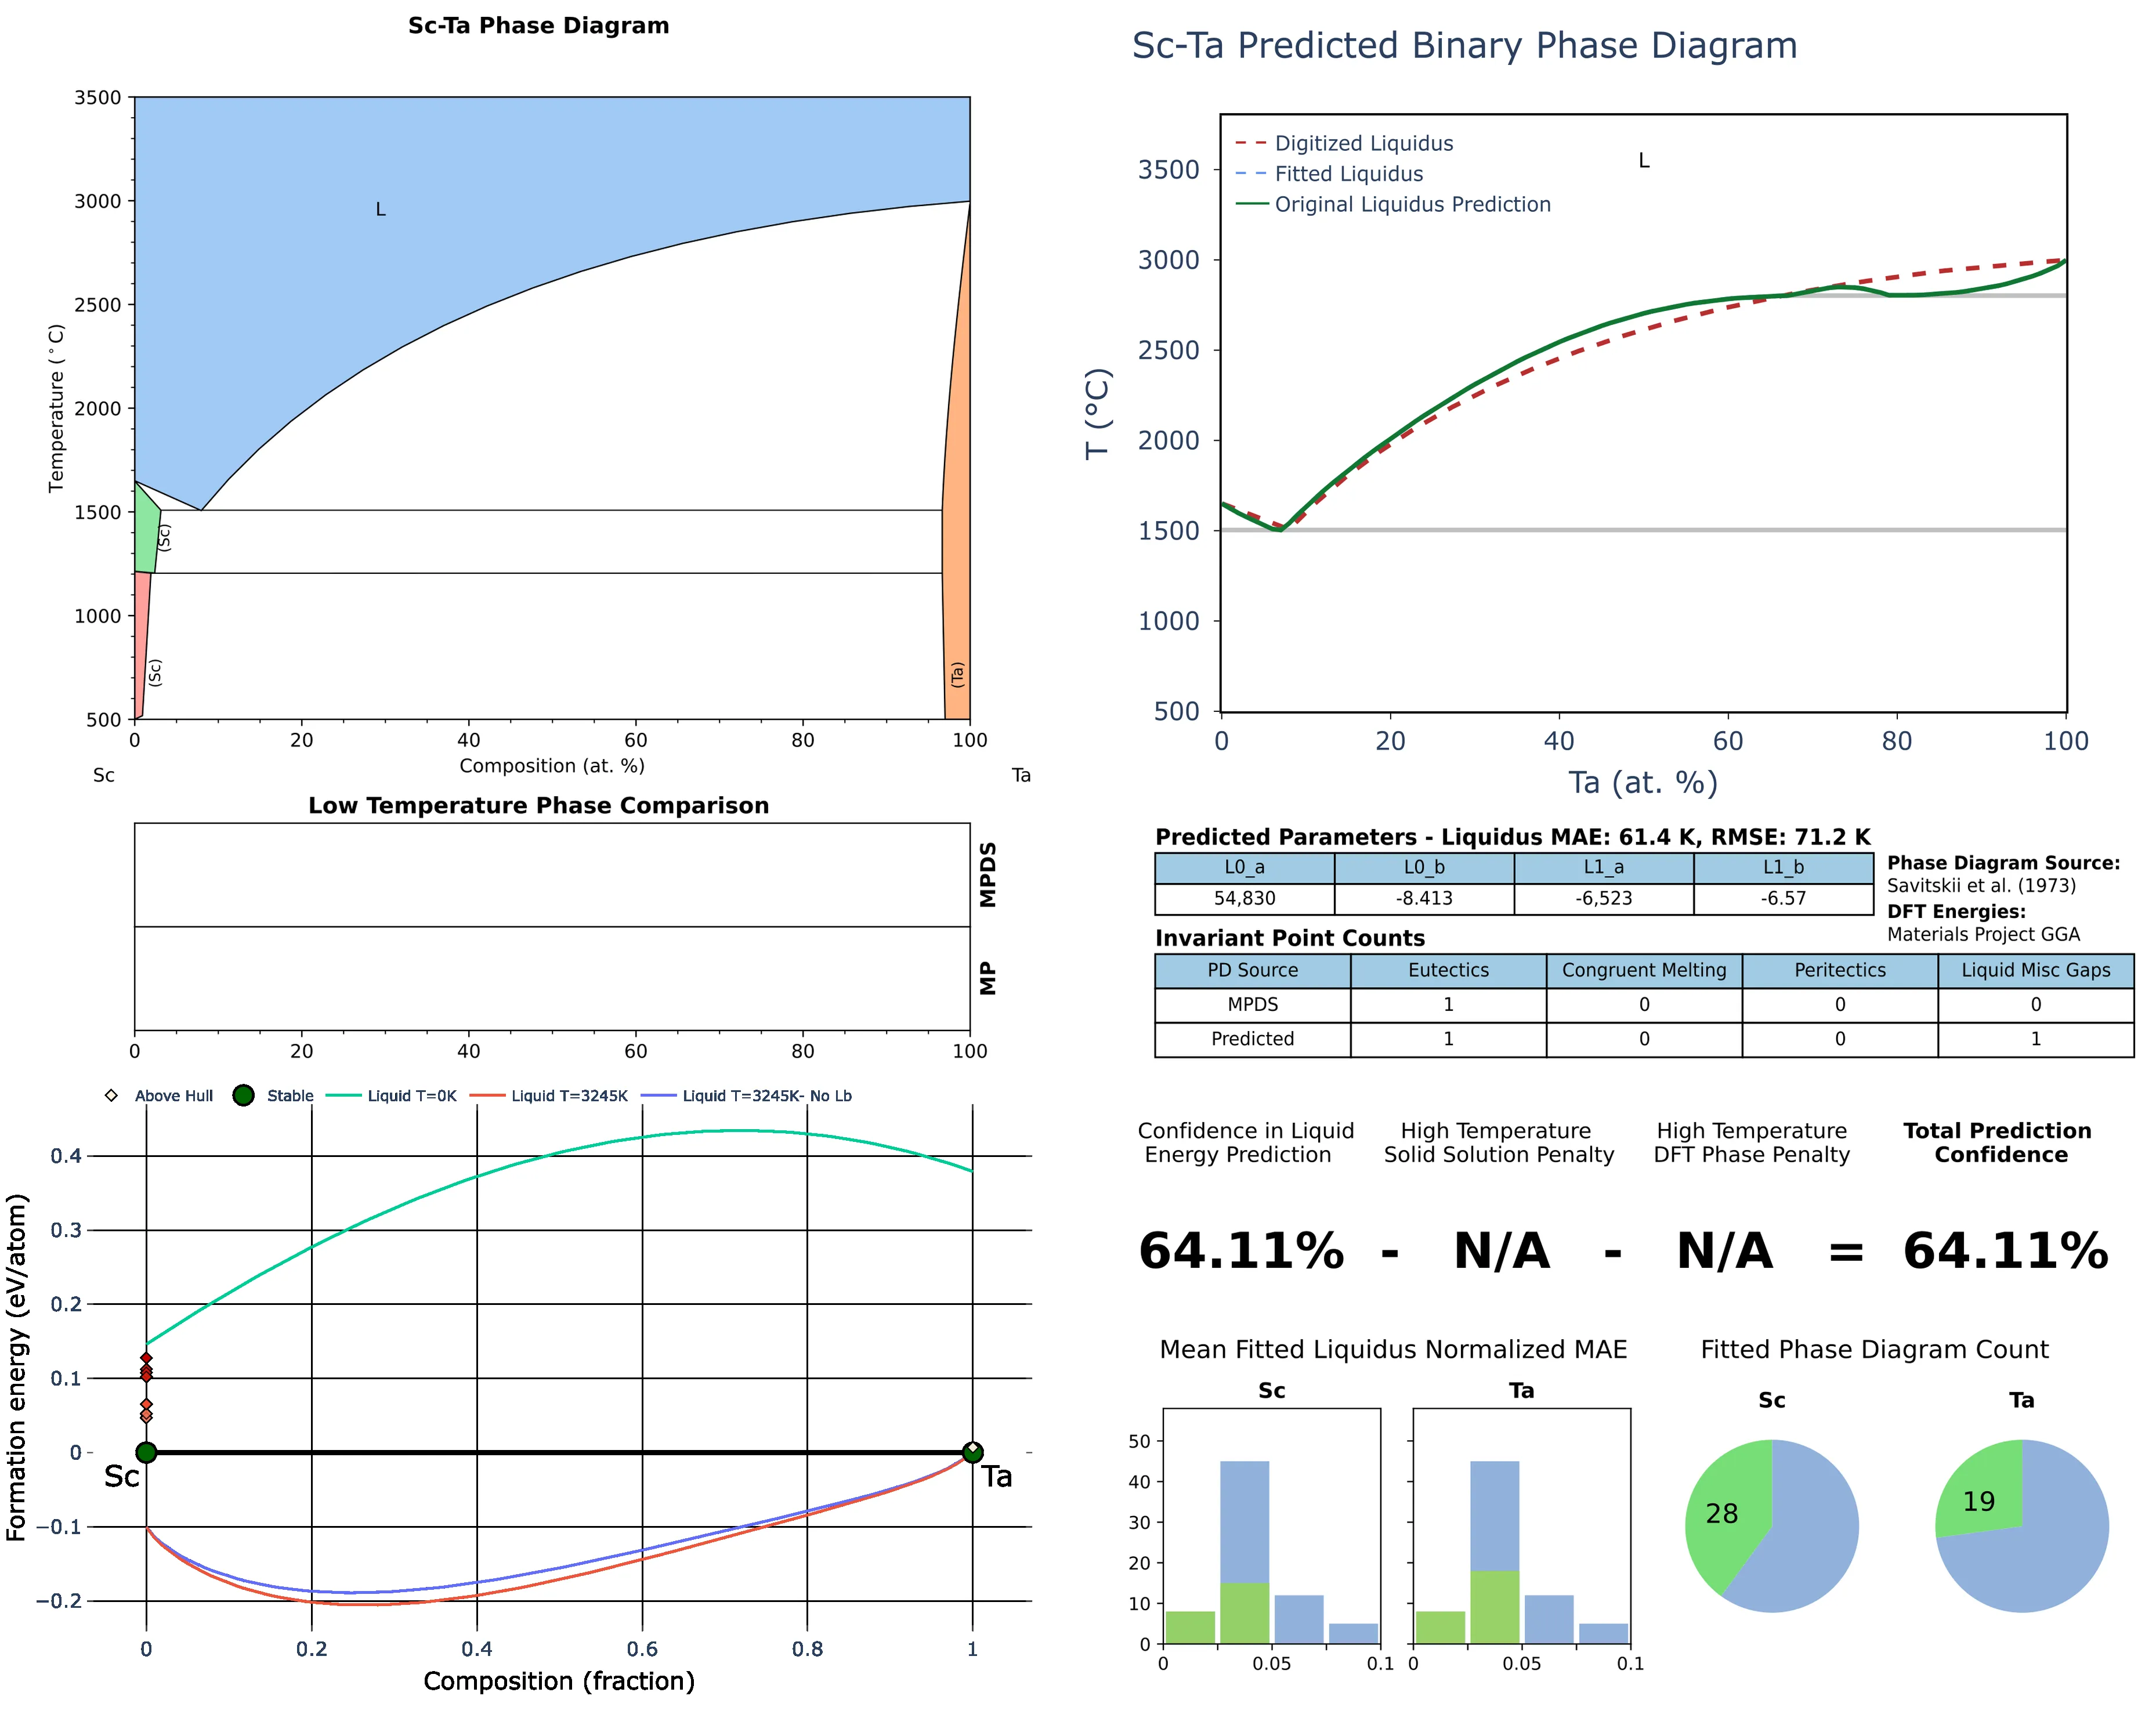 Sc-Ta Phase Diagram
3500
3000
2500
2000
1500
1000
500
Temperature (°C)
L
(Sc)
(Sc)
(Ta)
0 20 40 60 80 100
Composition (at. %)
Sc Ta
Low Temperature Phase Comparison
MPDS
MP
0 20 40 60 80 100
Above Hull Stable Liquid T=0K Liquid T=3245K Liquid T=3245K- No Lb
0.4
0.3
0.2
0.1
0
−0.1
−0.2
Formation energy (eV/atom)
Sc Ta
0 0.2 0.4 0.6 0.8 1
Composition (fraction)
Sc-Ta Predicted Binary Phase Diagram
Digitized Liquidus
Fitted Liquidus
Original Liquidus Prediction
L
3500
3000
2500
2000
1500
1000
500
T (°C)
0 20 40 60 80 100
Ta (at. %)
Predicted Parameters - Liquidus MAE: 61.4 K, RMSE: 71.2 K
L0_a L0_b L1_a L1_b
54,830 -8.413 -6,523 -6.57
Phase Diagram Source:
Savitskii et al. (1973)
DFT Energies:
Materials Project GGA
Invariant Point Counts
PD Source Eutectics Congruent Melting Peritectics Liquid Misc Gaps
MPDS 1 0 0 0
Predicted 1 0 0 1
Confidence in Liquid Energy Prediction
High Temperature Solid Solution Penalty
High Temperature DFT Phase Penalty
Total Prediction Confidence
64.11% - N/A - N/A = 64.11%
Mean Fitted Liquidus Normalized MAE
Sc Ta
50
40
30
20
10
0
0 0.05 0.1 0 0.05 0.1
Fitted Phase Diagram Count
Sc Ta
28 19